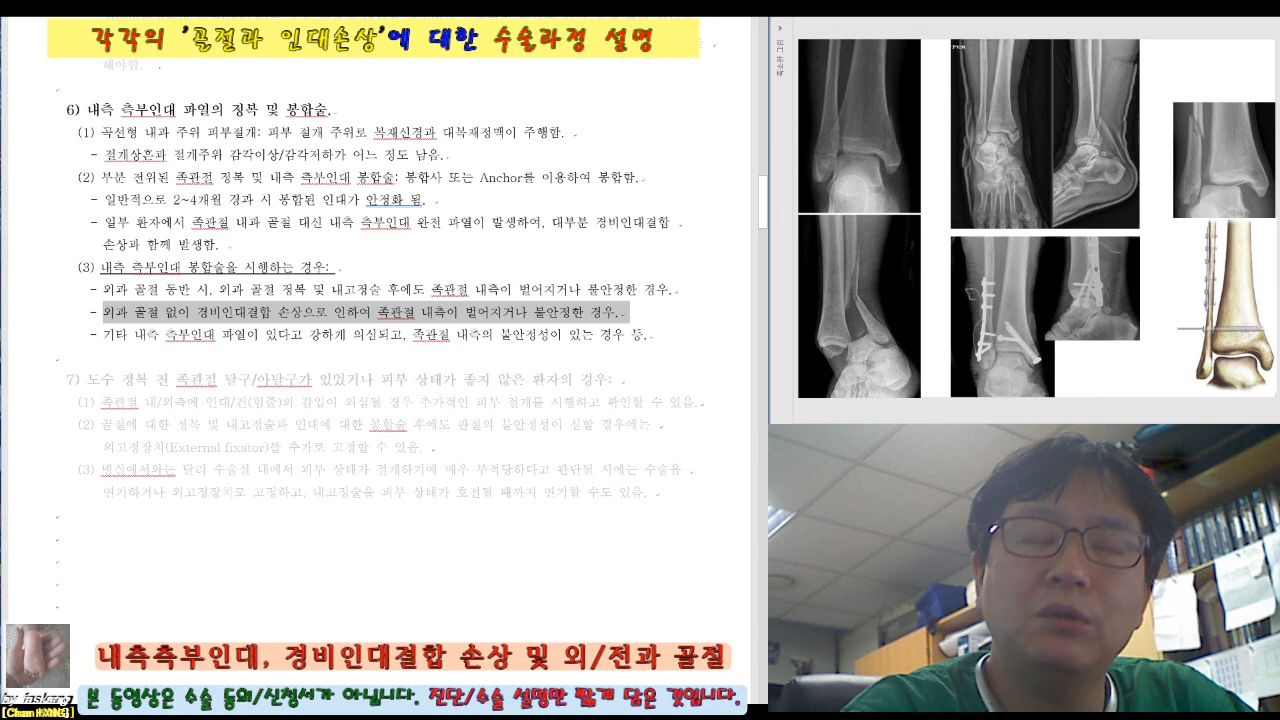 각각의 '골절과 인대손상'에 대한 수술과정 설명
해야함.
6) 내측 측부인대 파열의 정복 및 봉합술.
(1) 곡선형 내과 주위 피부절개: 피부 절개 주위로 복재신경과 대복재정맥이 주행함.
- 절개상흔과 절개주위 감각이상/감각저하가 어느 정도 남음.
(2) 부분 전위된 족관절 정복 및 내측 측부인대 봉합술: 봉합사 또는 Anchor를 이용하여 봉합함.
- 일반적으로 2~4개월 경과 시 봉합된 인대가 안정화 됨.
- 일부 환자에서 족관절 내과 골절 대신 내측 측부인대 완전 파열이 발생하여, 대부분 경비인대결합
손상과 함께 발생함.
(3) 내측 측부인대 봉합술을 시행하는 경우:
- 외과 골절 동반 시, 외과 골절 정복 및 내고정술 후에도 족관절 내측이 벌어지거나 불안정한 경우.
- 외과 골절 없이 경비인대결합 손상으로 인하여 족관절 내측이 벌어지거나 불안정한 경우.
- 기타 내측 측부인대 파일이 있다고 강하게 의심되고, 족관절 내측의 불안정성이 있는 경우 등.
7) 도수 정복 전 족관절 탈구/아탈구가 있었거나 피부 상태가 좋지 않은 환자의 경우:
(1) 족관절 내/외측에 인대/건(힘줄)의 감입이 의심될 경우 추가적인 피부 절개를 시행하고 확인할 수 있음.
(2) 골절에 대한 정복 및 내고정술과 인대에 대한 봉합술 후에도 관절의 불안정성이 심할 경우에는
외고정장치(External fixator)를 추가로 고정할 수 있음.
(3) 병실에서와는 달리 수술실 내에서 피부 상태가 절개하기에 매우 부적당하다고 판단될 시에는 수술을
연기하거나 외고정장치로 고정하고, 내고정술을 피부 상태가 호전될 때까지 연기할 수도 있음.
내측측부인대, 경비인대결합 손상 및 외/전과 골절
본 동영상은 수술 동의/신청서가 아닙니다. 진단/수술 설명만 짧게 담은 것입니다.